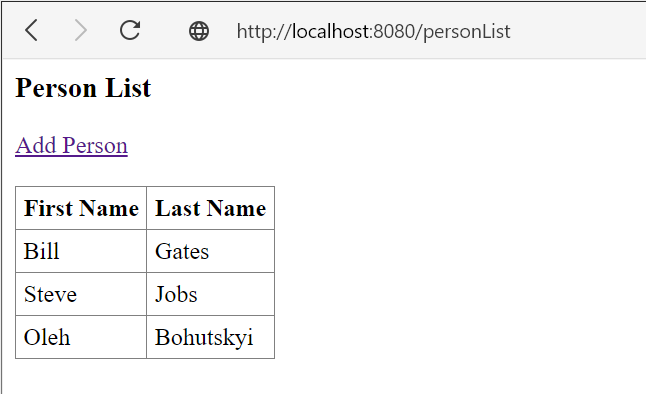 http://localhost:8080/personList
Person List
Add Person
First Name Last Name
Bill Gates
Steve Jobs
Oleh Bohutskyi